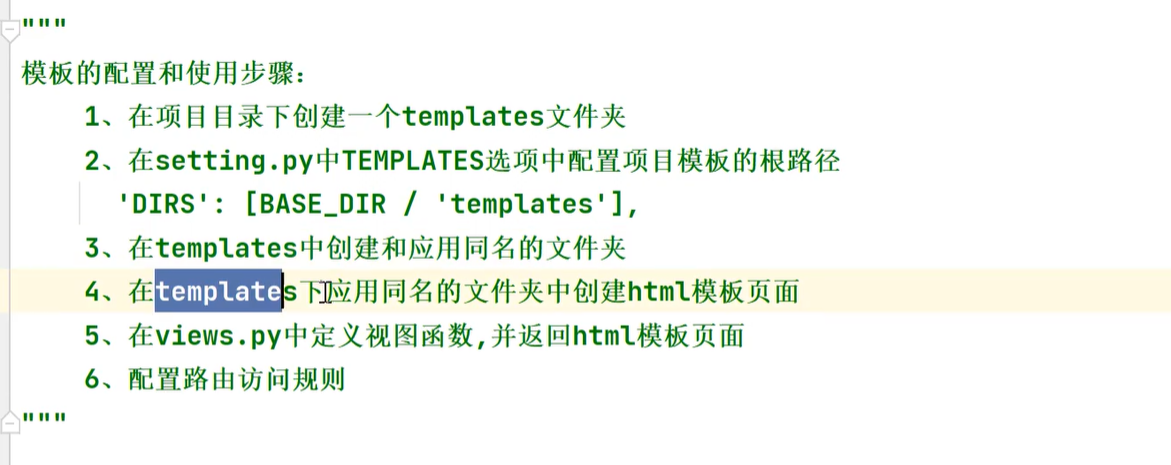 """
模板的配置和使用步骤:
1、在项目目录下创建一个templates文件夹
2、在setting.py中TEMPLATES选项中配置项目模板的根路径
'DIRS': [BASE_DIR / 'templates'],
3、在templates中创建和应用同名的文件夹
4、在templates下应用同名的文件夹中创建html模板页面
5、在views.py中定义视图函数,并返回html模板页面
6、配置路由访问规则
"""